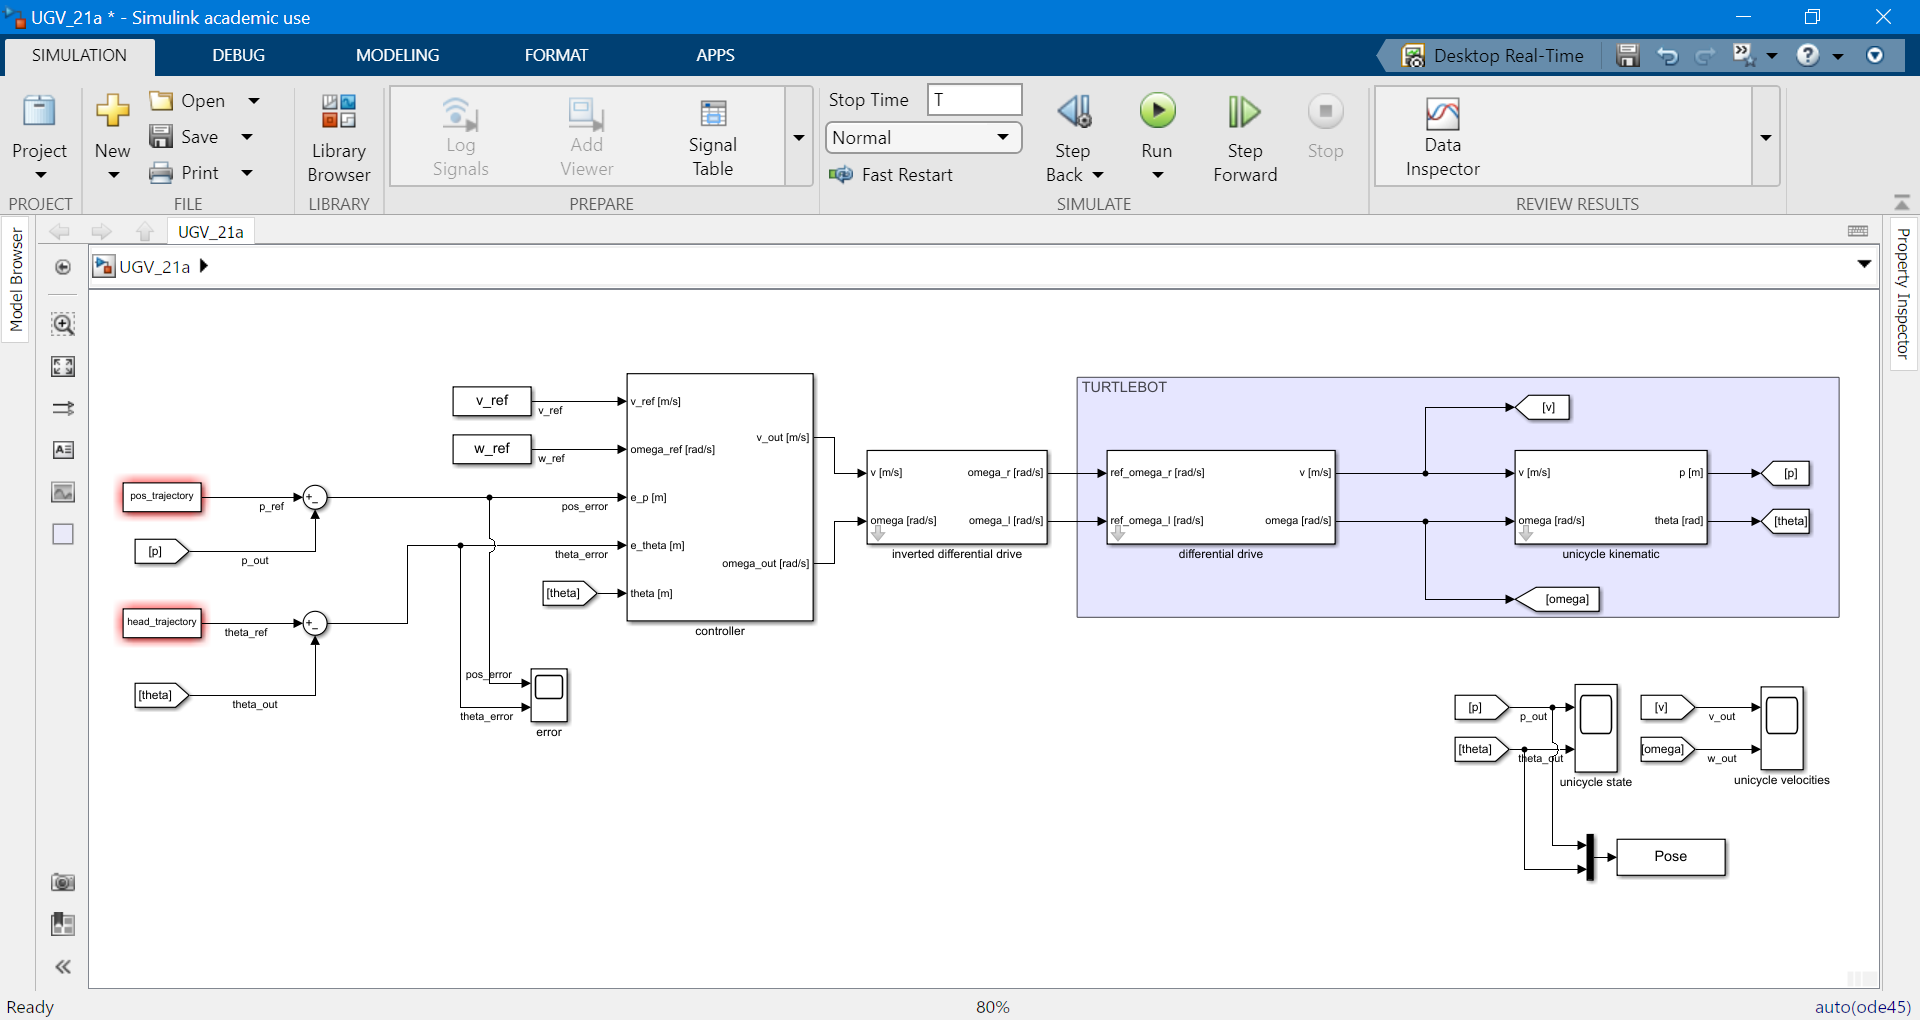 UGV_21a * - Simulink academic use
SIMULATION
DEBUG
MODELING
FORMAT
APPS
Desktop Real-Time
Project
New
Open
Save
Print
Library
Browser
Log
Signals
Add
Viewer
Signal
Table
Stop Time
T
Normal
Fast Restart
Step
Back
Run
Step
Forward
Stop
Data
Inspector
PROJECT
FILE
LIBRARY
PREPARE
SIMULATE
REVIEW RESULTS
Model Browser
UGV_21a
UGV_21a
Property Inspector
v_ref
v_ref
w_ref
w_ref
pos_trajectory
p_ref
+
-
[p]
p_out
head_trajectory
theta_ref
+
-
[theta]
theta_out
pos_error
theta_error
[theta]
v_ref [m/s]
omega_ref [rad/s]
e_p [m]
e_theta [m]
theta [m]
v_out [m/s]
omega_out [rad/s]
controller
pos_error
theta_error
error
v [m/s]
omega [rad/s]
omega_r [rad/s]
omega_l [rad/s]
inverted differential drive
TURTLEBOT
ref_omega_r [rad/s]
ref_omega_l [rad/s]
v [m/s]
omega [rad/s]
differential drive
[v]
[omega]
v [m/s]
omega [rad/s]
p [m]
theta [rad]
unicycle kinematic
[p]
[theta]
[p]
p_out
[theta]
theta_out
unicycle state
[v]
v_out
[omega]
w_out
unicycle velocities
Pose
Ready
80%
auto(ode45)